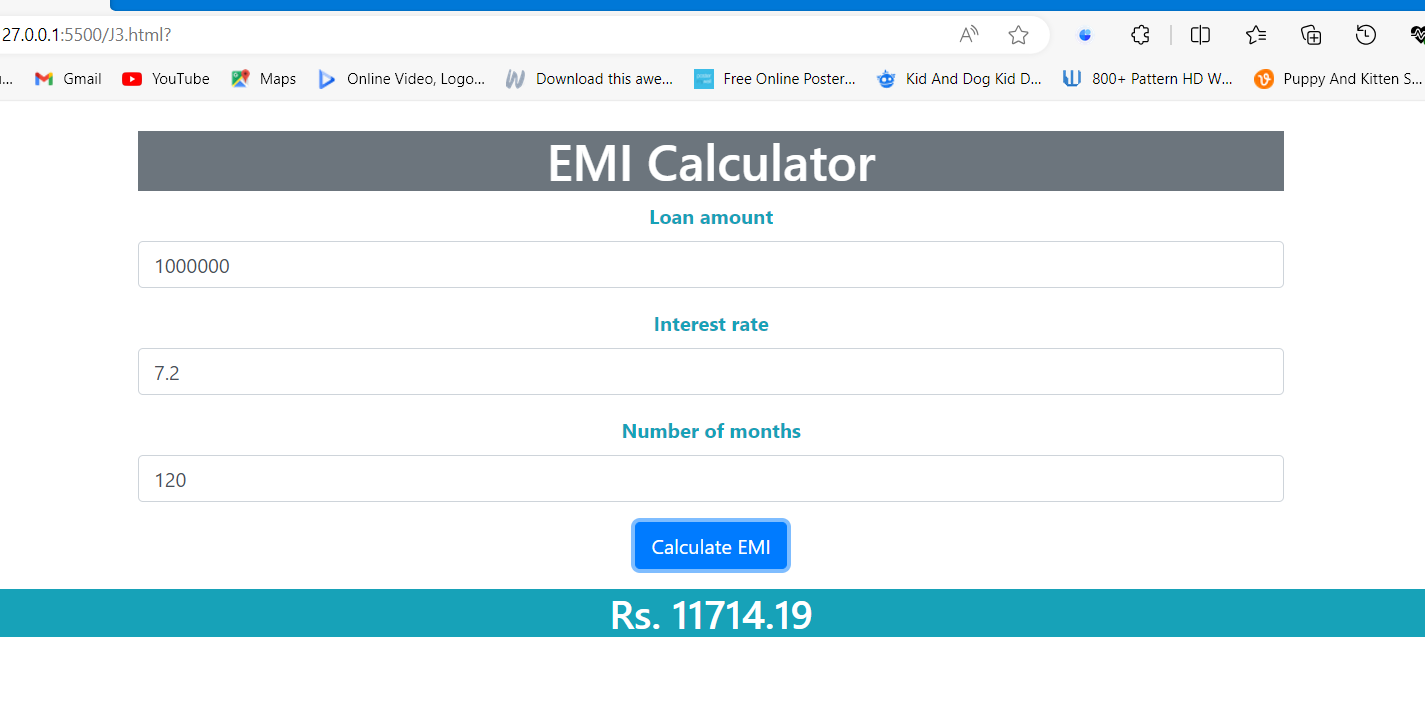 27.0.0.1:5500/J3.html?
... Gmail YouTube Maps Online Video, Logo... Download this awe... Free Online Poster... Kid And Dog Kid D... 800+ Pattern HD W... Puppy And Kitten S...
EMI Calculator
Loan amount
1000000
Interest rate
7.2
Number of months
120
Calculate EMI
Rs. 11714.19